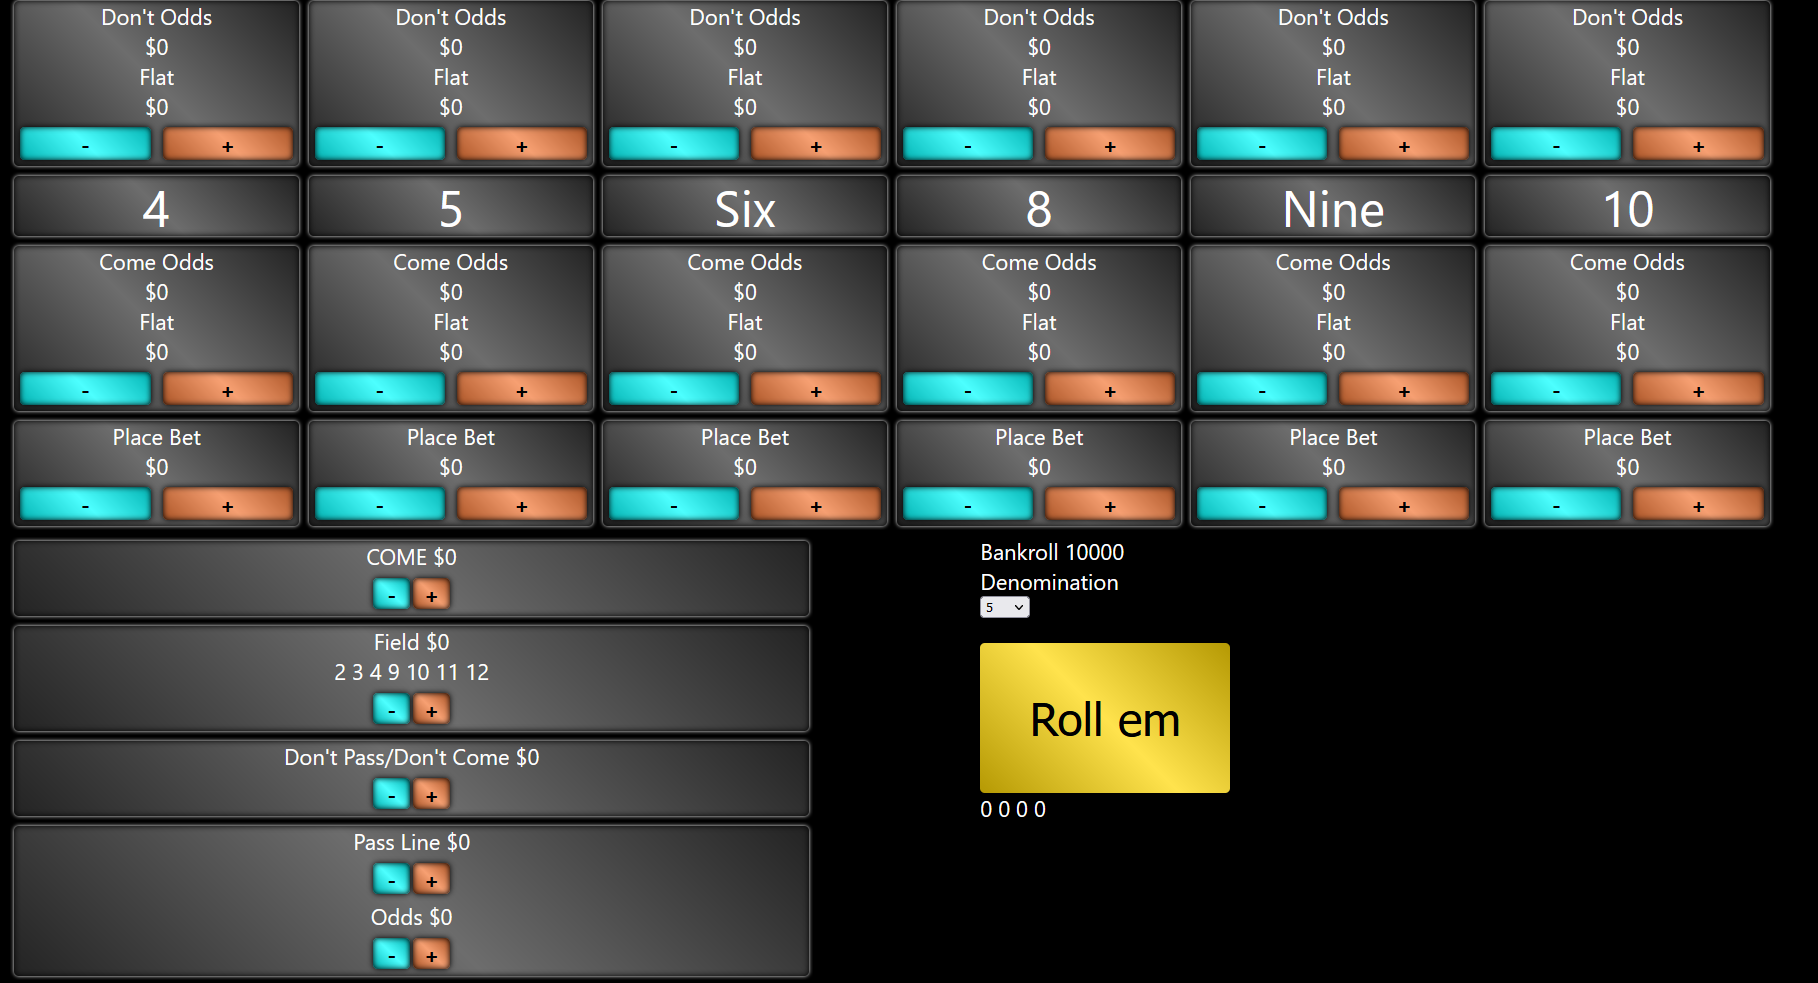 Don't Odds Don't Odds Don't Odds Don't Odds Don't Odds Don't Odds
$0 $0 $0 $0 $0 $0
Flat Flat Flat Flat Flat Flat
$0 $0 $0 $0 $0 $0
- + - + - + - + - + - +
4 5 Six 8 Nine 10
Come Odds Come Odds Come Odds Come Odds Come Odds Come Odds
$0 $0 $0 $0 $0 $0
Flat Flat Flat Flat Flat Flat
$0 $0 $0 $0 $0 $0
- + - + - + - + - + - +
Place Bet Place Bet Place Bet Place Bet Place Bet Place Bet
$0 $0 $0 $0 $0 $0
- + - + - + - + - + - +
COME $0
- +
Field $0
2 3 4 9 10 11 12
- +
Don't Pass/Don't Come $0
- +
Pass Line $0
- +
Odds $0
- +
Bankroll 10000
Denomination
5
Roll em
0 0 0 0